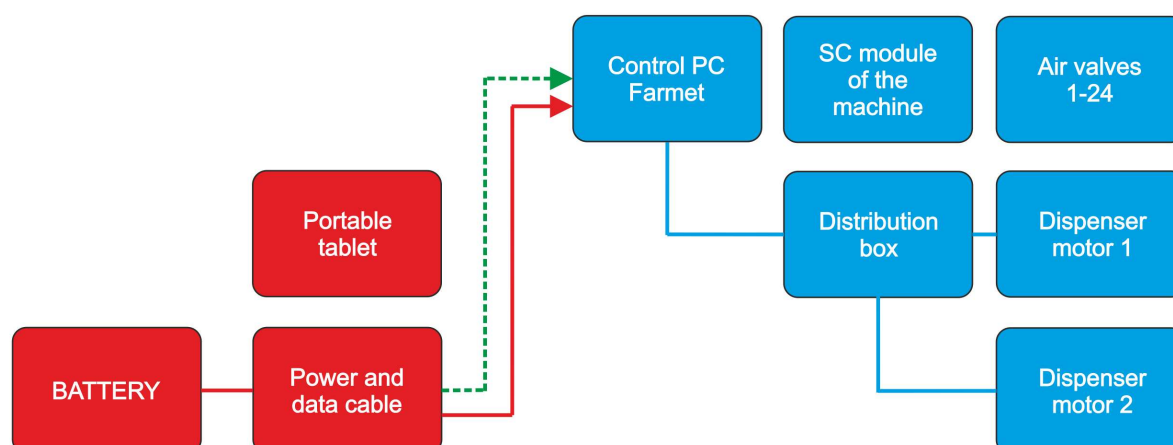 Control PC
Farmet
SC module
of the
machine
Air valves
1-24
Portable
tablet
Distribution
box
Dispenser
motor 1
BATTERY
Power and
data cable
Dispenser
motor 2